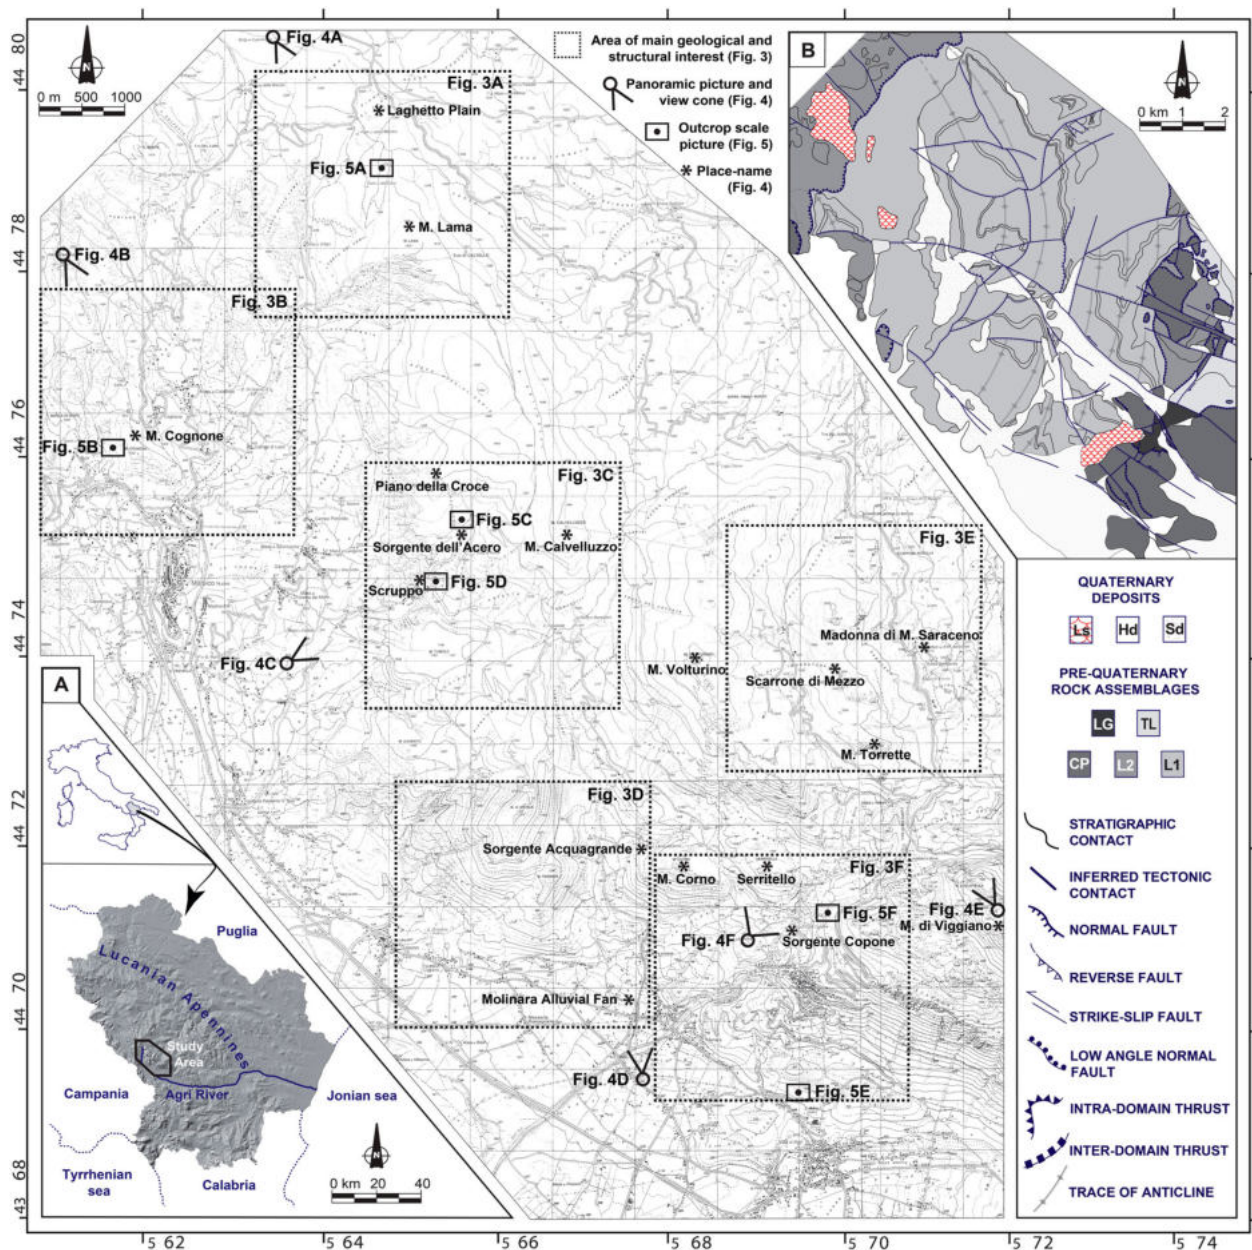 Fig. 4A
0 m 500 1000
Fig. 3A
Laghetto Plain
Fig. 5A
M. Lama
Fig. 4B
Fig. 3B
M. Cognone
Fig. 5B
Area of main geological and
structural interest (Fig. 3)
Panoramic picture and
view cone (Fig. 4)
Outcrop scale
picture (Fig. 5)
Place-name
(Fig. 4)
B
0 km 1 2
Fig. 3C
Piano della Croce
Fig. 5C
Sorgente dell'Acero
M. Calvelluzzo
Scruppo
Fig. 5D
Fig. 4C
Fig. 3E
Madonna di M. Saraceno
M. Volturino
Scarrone di Mezzo
M. Torrette
Fig. 3D
Sorgente Acquagrande
Molinara Alluvial Fan
Fig. 4D
Fig. 3F
M. Corno
Serritello
Fig. 5F
Fig. 4F
Sorgente Copone
Fig. 4E
M. di Viggiano
Fig. 5E
A
Puglia
Lucanian Apennines
Study
Area
Campania
Agri River
Jonian sea
Tyrrhenian
sea
Calabria
0 km 20 40
QUATERNARY
DEPOSITS
Ls Hd Sd
PRE-QUATERNARY
ROCK ASSEMBLAGES
LG TL
CP L2 L1
STRATIGRAPHIC
CONTACT
INFERRED TECTONIC
CONTACT
NORMAL FAULT
REVERSE FAULT
STRIKE-SLIP FAULT
LOW ANGLE NORMAL
FAULT
INTRA-DOMAIN THRUST
INTER-DOMAIN THRUST
TRACE OF ANTICLINE
44 80
44 78
44 76
44 74
44 72
44 70
43 68
5 62
5 64
5 66
5 68
5 70
5 72
5 74